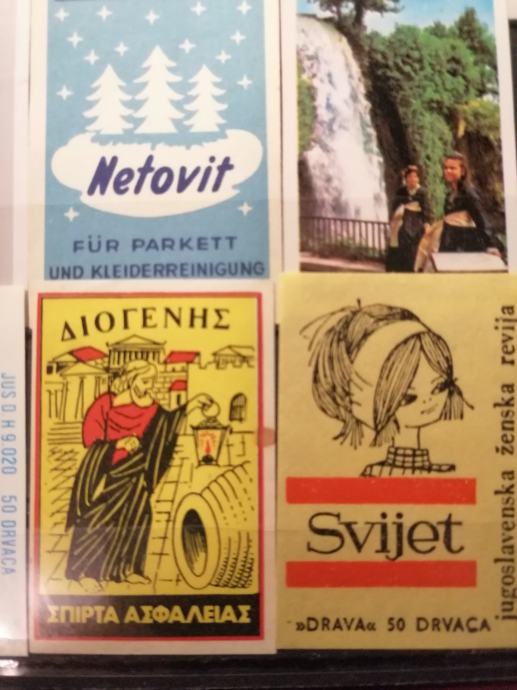 Netovit
FÜR PARKETT
UND KLEIDERREINIGUNG
JUS D H9.020 50 DRVACA
ΔΙΟΓΕΝΗΣ
ΣΠΙΡΤΑ ΑΣΦΑΛΕΙΑΣ
Svijet
»DRAVA« 50 DRVACA
jugoslavenska ženska revija